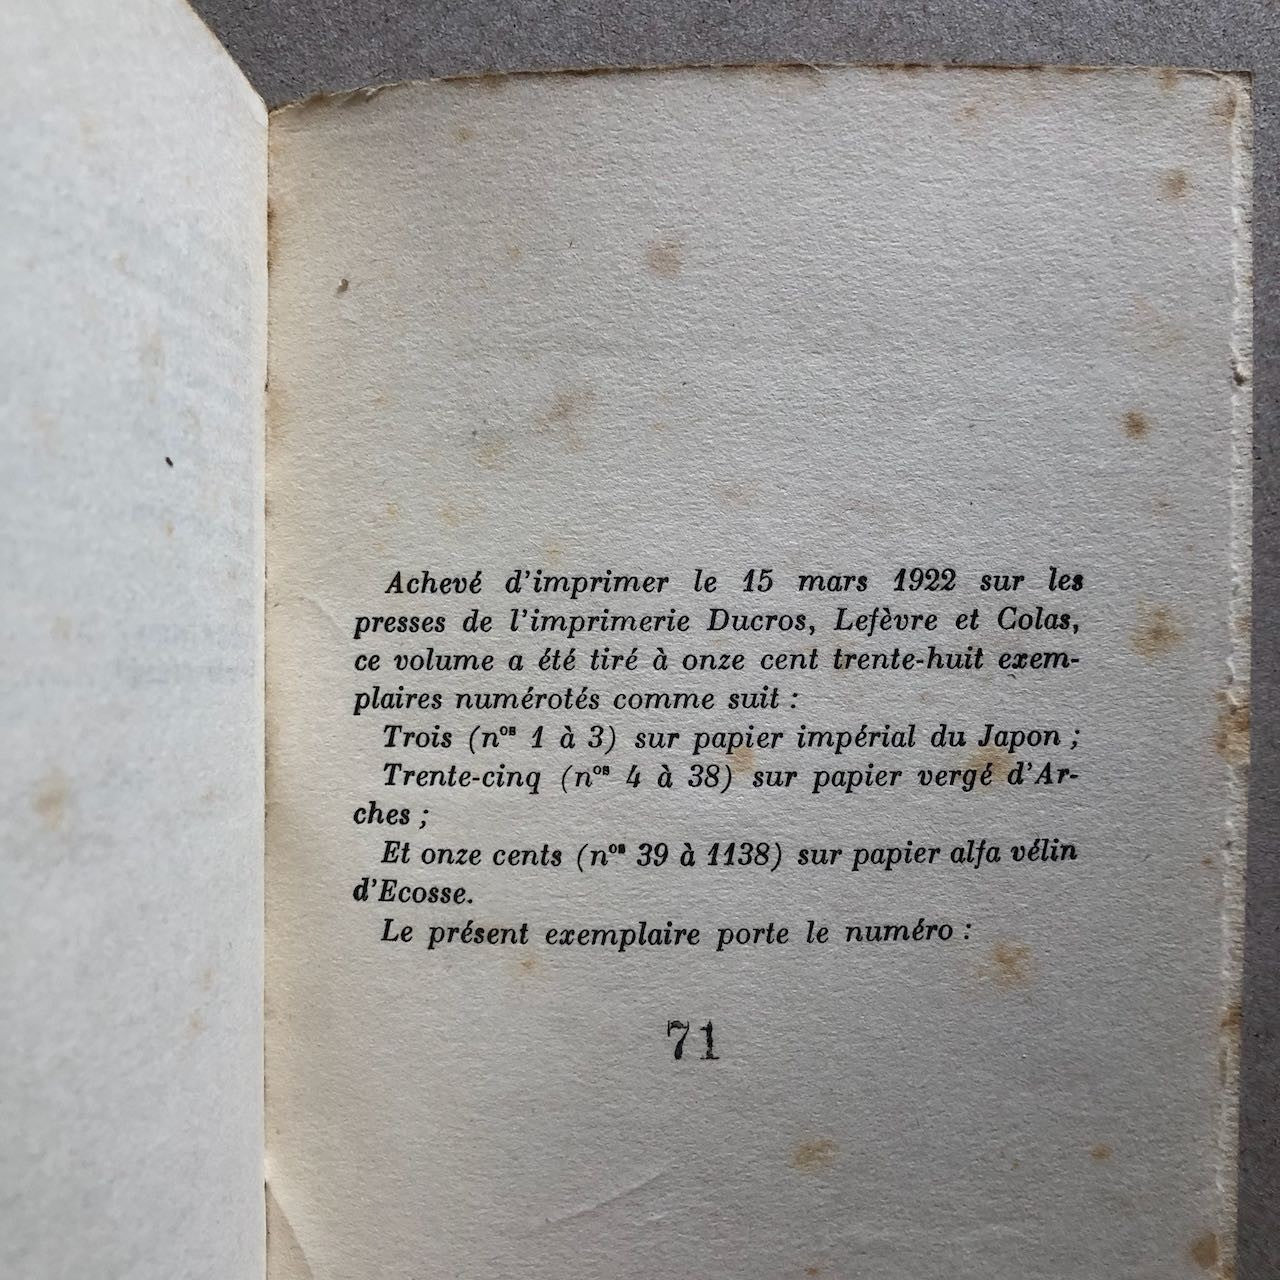 Achevé d'imprimer le 15 mars 1922 sur les
presses de l'imprimerie Ducros, Lefèvre et Colas,
ce volume a été tiré à onze cent trente-huit exem-
plaires numérotés comme suit :
Trois (nᵒˢ 1 à 3) sur papier impérial du Japon ;
Trente-cinq (nᵒˢ 4 à 38) sur papier vergé d'Ar-
ches ;
Et onze cents (nᵒˢ 39 à 1138) sur papier alfa vélin
d'Ecosse.
Le présent exemplaire porte le numéro :
71